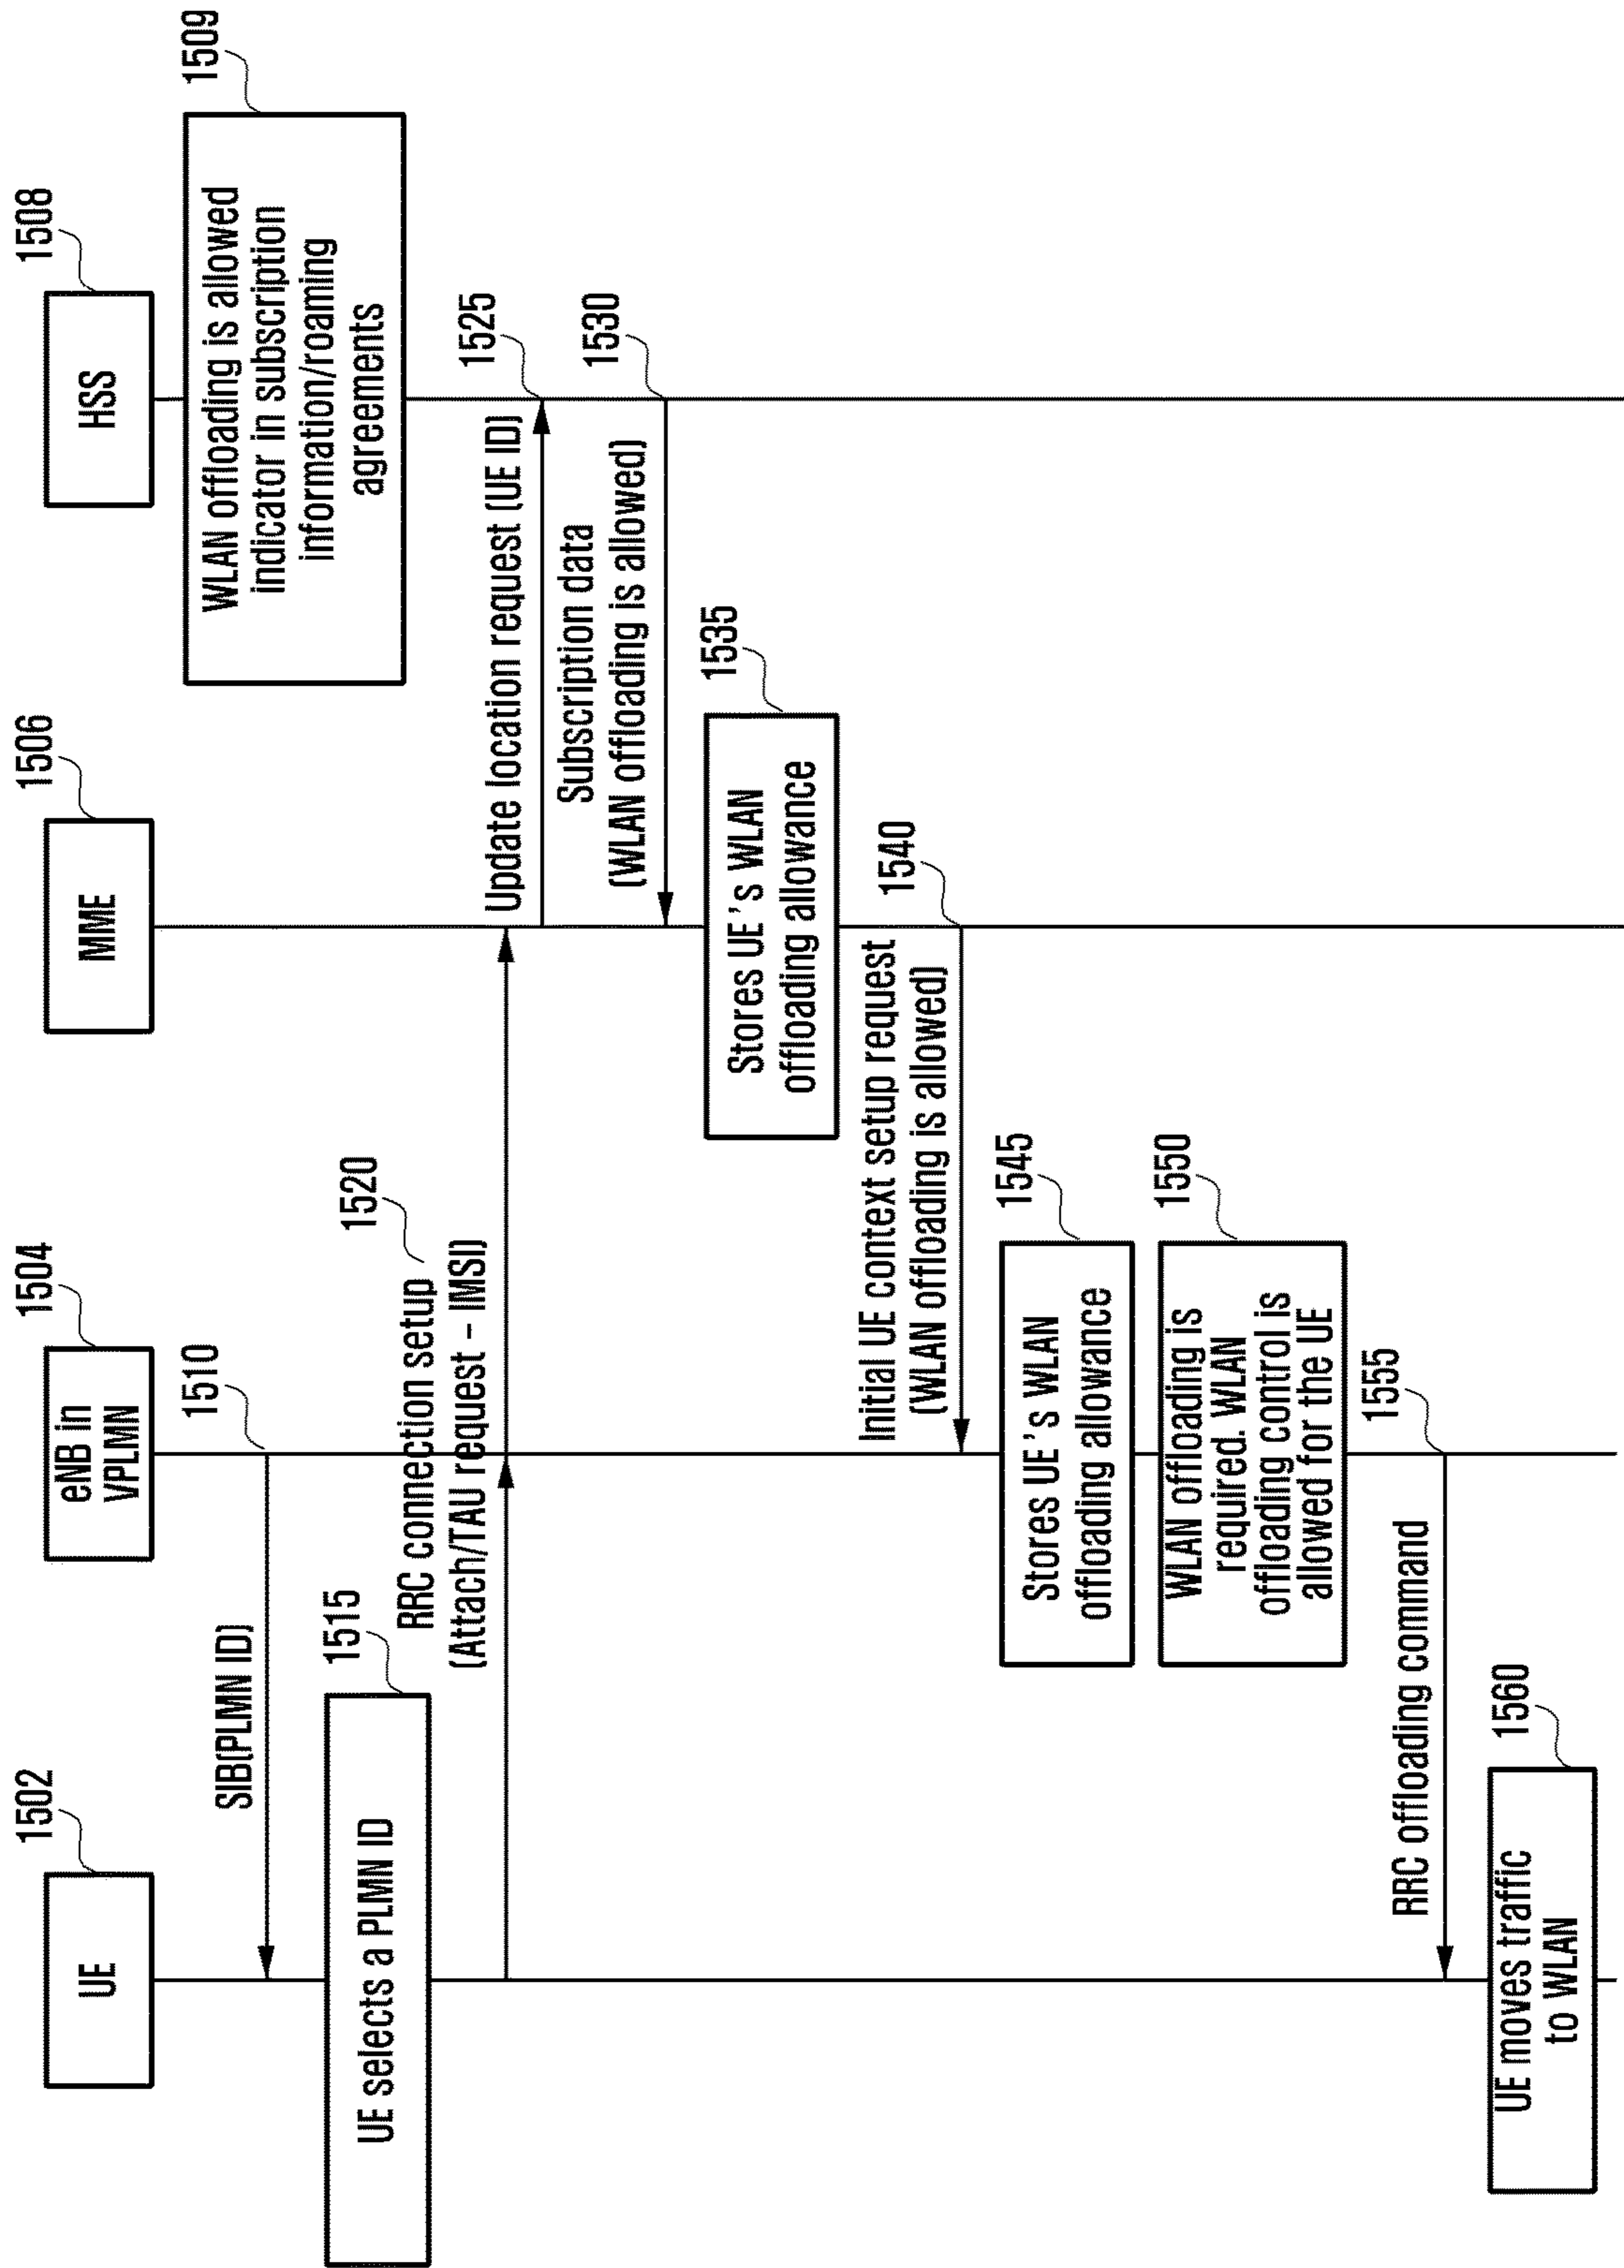 1502
UE
1504
eNB in
VPLMN
1506
MME
1508
HSS
1509
WLAN offloading is allowed
indicator in subscription
information/roaming
agreements
1510
SIB(PLMN ID)
1515
UE selects a PLMN ID
1520
RRC connection setup
(Attach/TAU request – IMSI)
1525
Update location request (UE ID)
1530
Subscription data
(WLAN offloading is allowed)
1535
Stores UE's WLAN
offloading allowance
1540
Initial UE context setup request
(WLAN offloading is allowed)
1545
Stores UE's WLAN
offloading allowance
1550
WLAN offloading is
required. WLAN
offloading control is
allowed for the UE
1555
RRC offloading command
1560
UE moves traffic
to WLAN